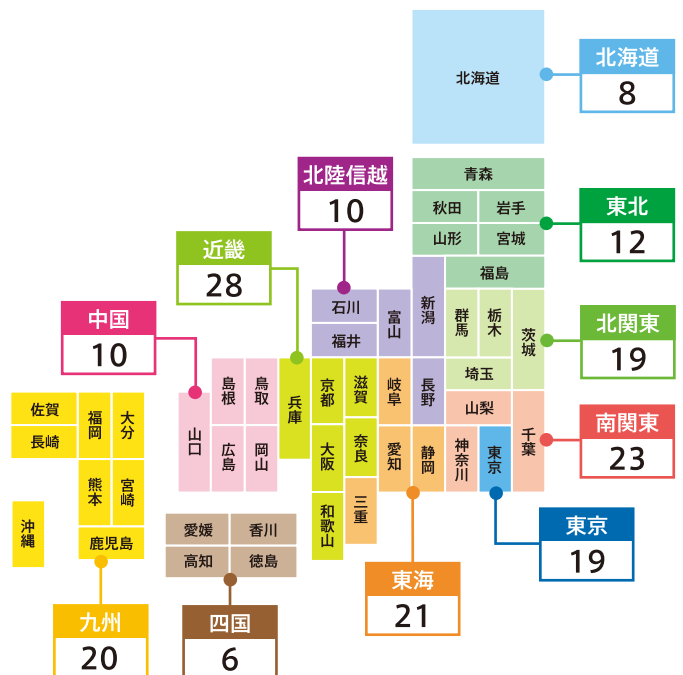 北海道
北海道
8
北陸信越
10
青森
秋田
岩手
山形
宮城
福島
東北
12
近畿
28
石川
福井
富山
新潟
群馬
栃木
茨城
埼玉
北関東
19
中国
10
島根
鳥取
山口
広島
岡山
兵庫
京都
滋賀
大阪
奈良
和歌山
三重
岐阜
長野
愛知
静岡
山梨
神奈川
東京
千葉
南関東
23
佐賀
長崎
福岡
大分
熊本
宮崎
鹿児島
沖縄
愛媛
香川
高知
徳島
東京
19
東海
21
九州
20
四国
6